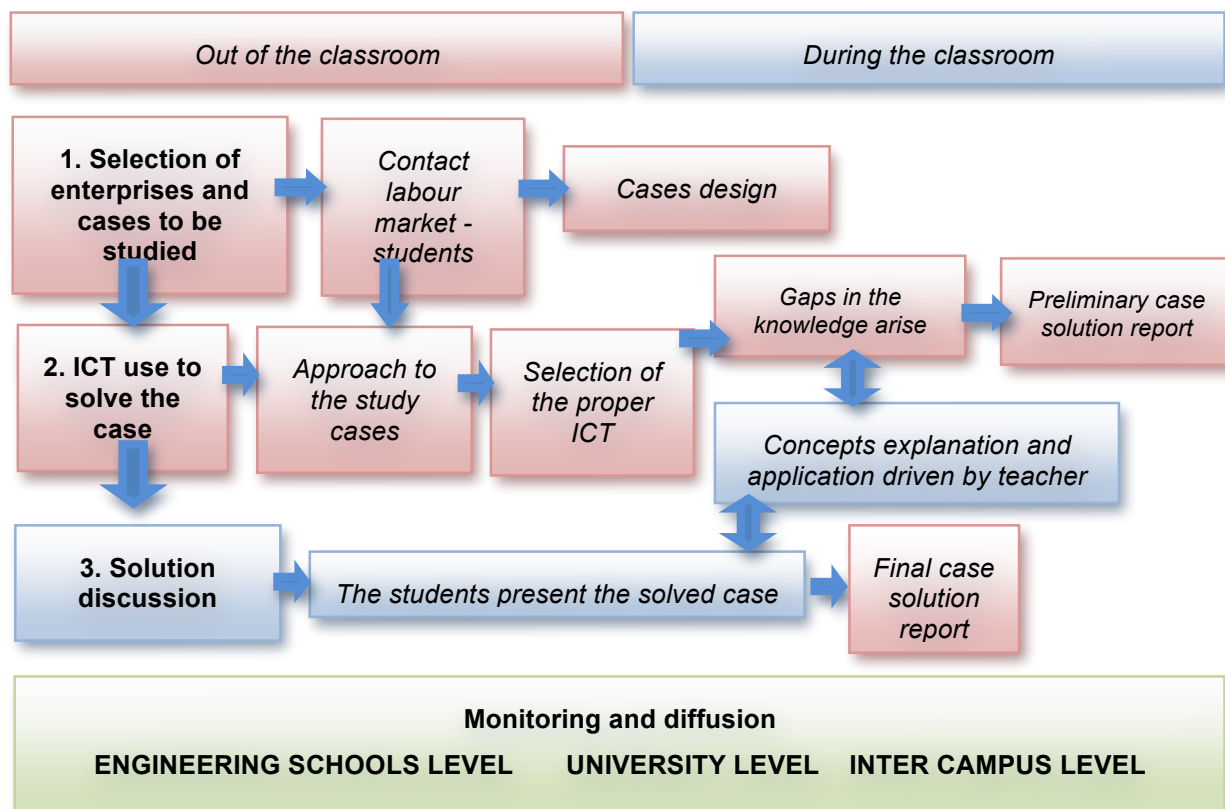 Out of the classroom
During the classroom
1. Selection of
enterprises and
cases to be
studied
Contact
labour
market -
students
Cases design
Gaps in the
knowledge arise
Preliminary case
solution report
2. ICT use to
solve the
case
Approach to
the study
cases
Selection of
the proper
ICT
Concepts explanation and
application driven by teacher
3. Solution
discussion
The students present the solved case
Final case
solution
report
Monitoring and diffusion
ENGINEERING SCHOOLS LEVEL UNIVERSITY LEVEL INTER CAMPUS LEVEL